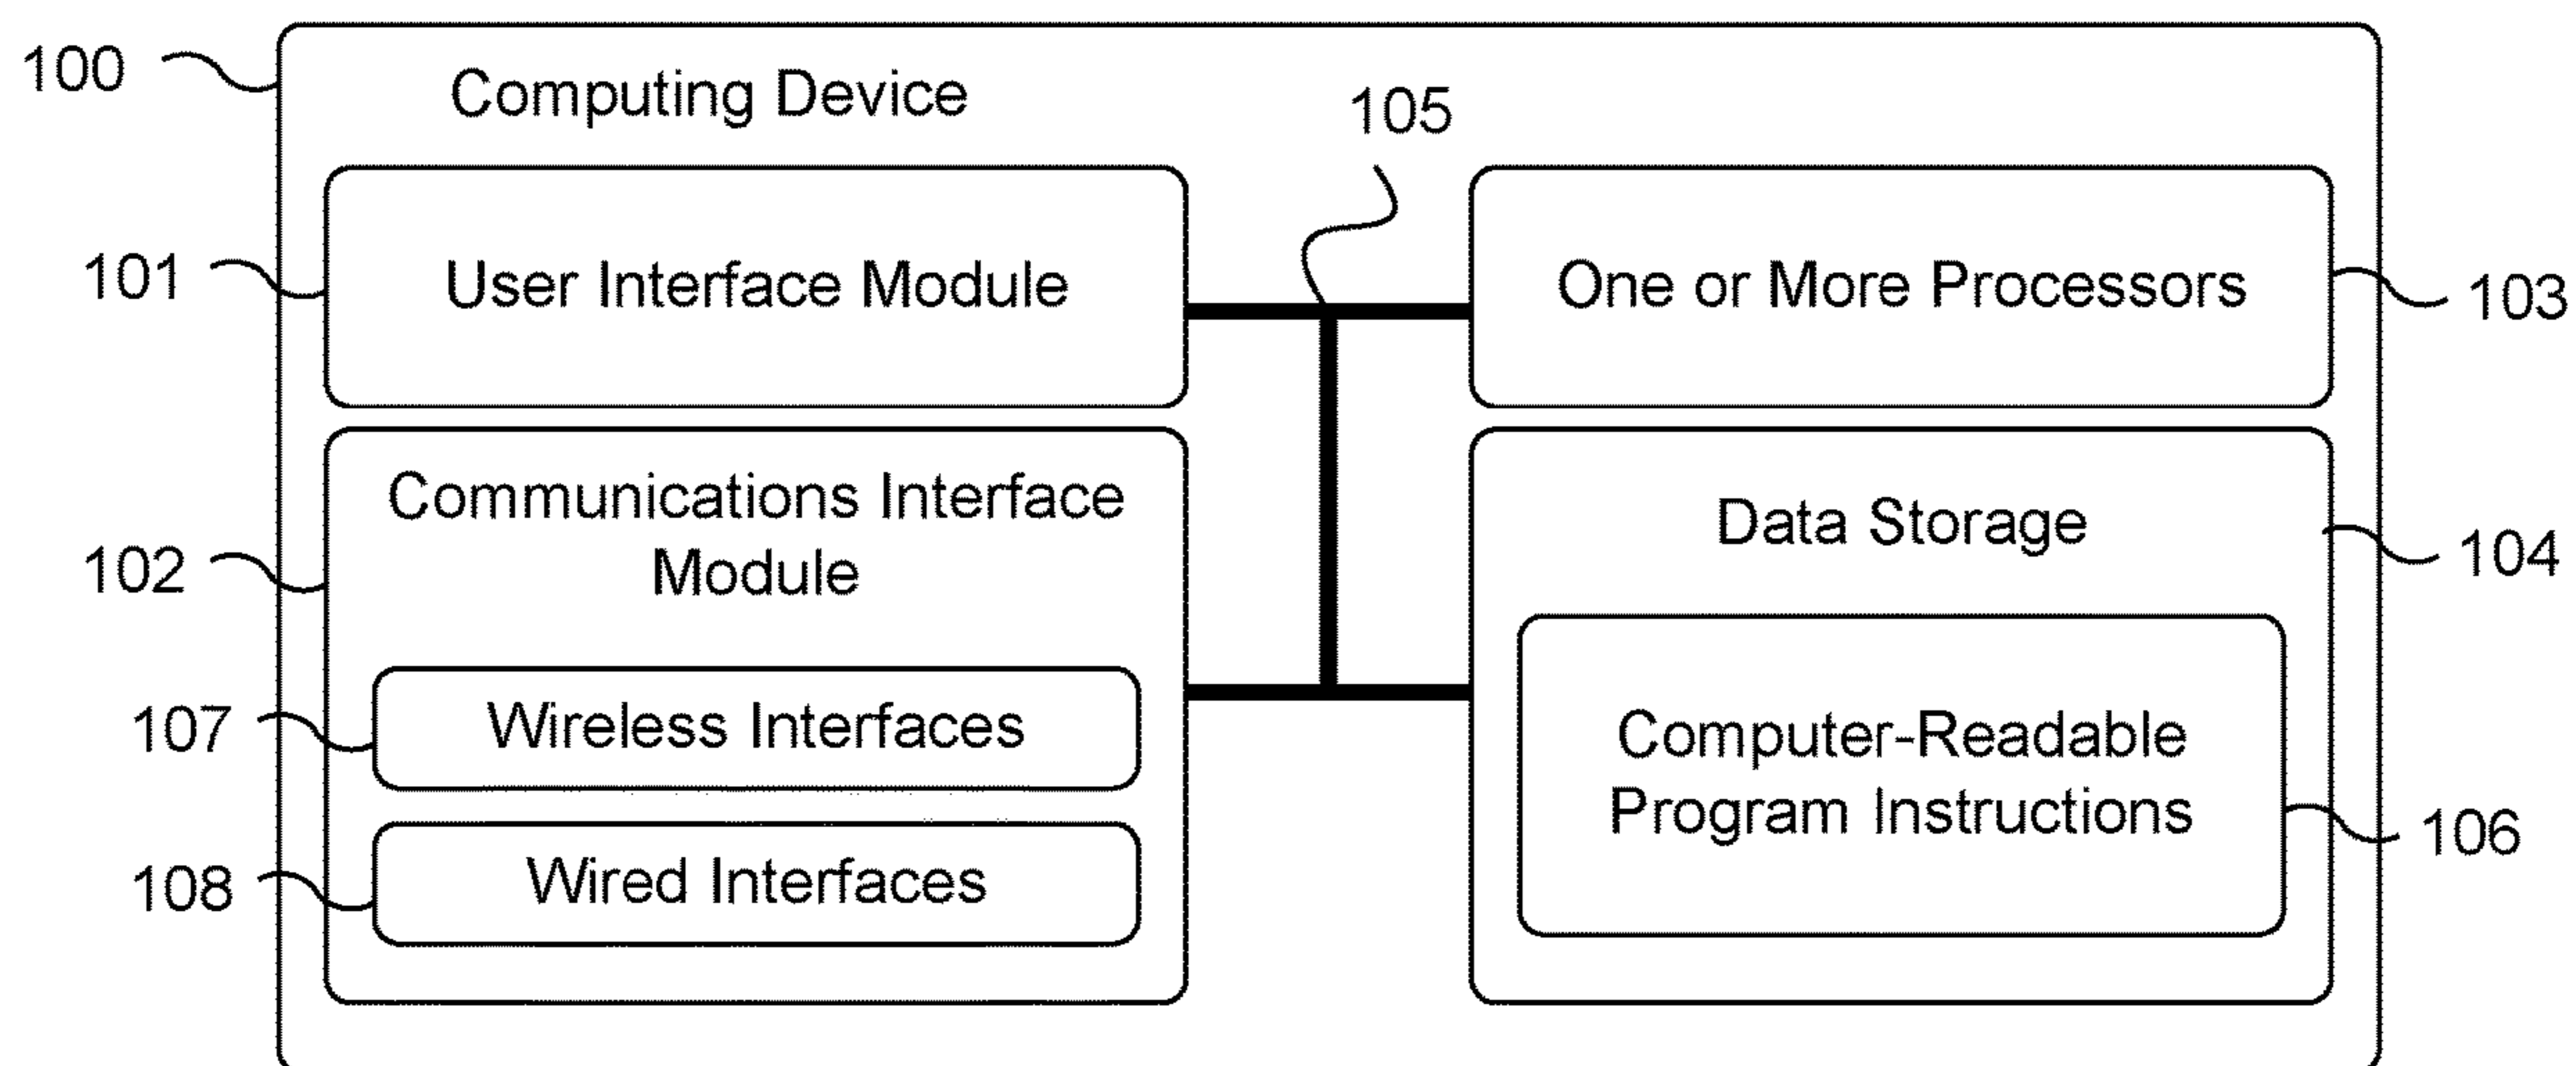 100
Computing Device
105
101
User Interface Module
One or More Processors
103
102
Communications Interface
Module
Data Storage
104
107
Wireless Interfaces
Computer-Readable
Program Instructions
106
108
Wired Interfaces